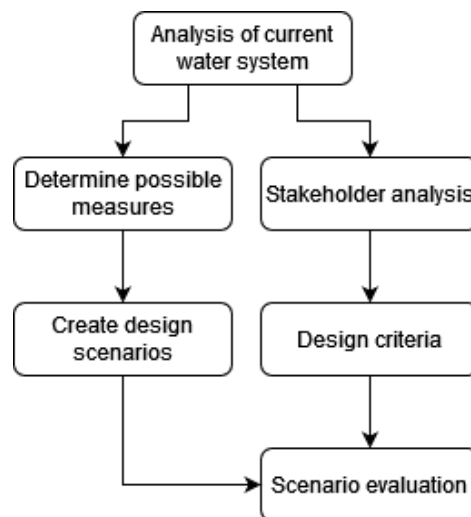 Analysis of current
water system
Determine possible
measures
Stakeholder analysis
Create design
scenarios
Design criteria
Scenario evaluation